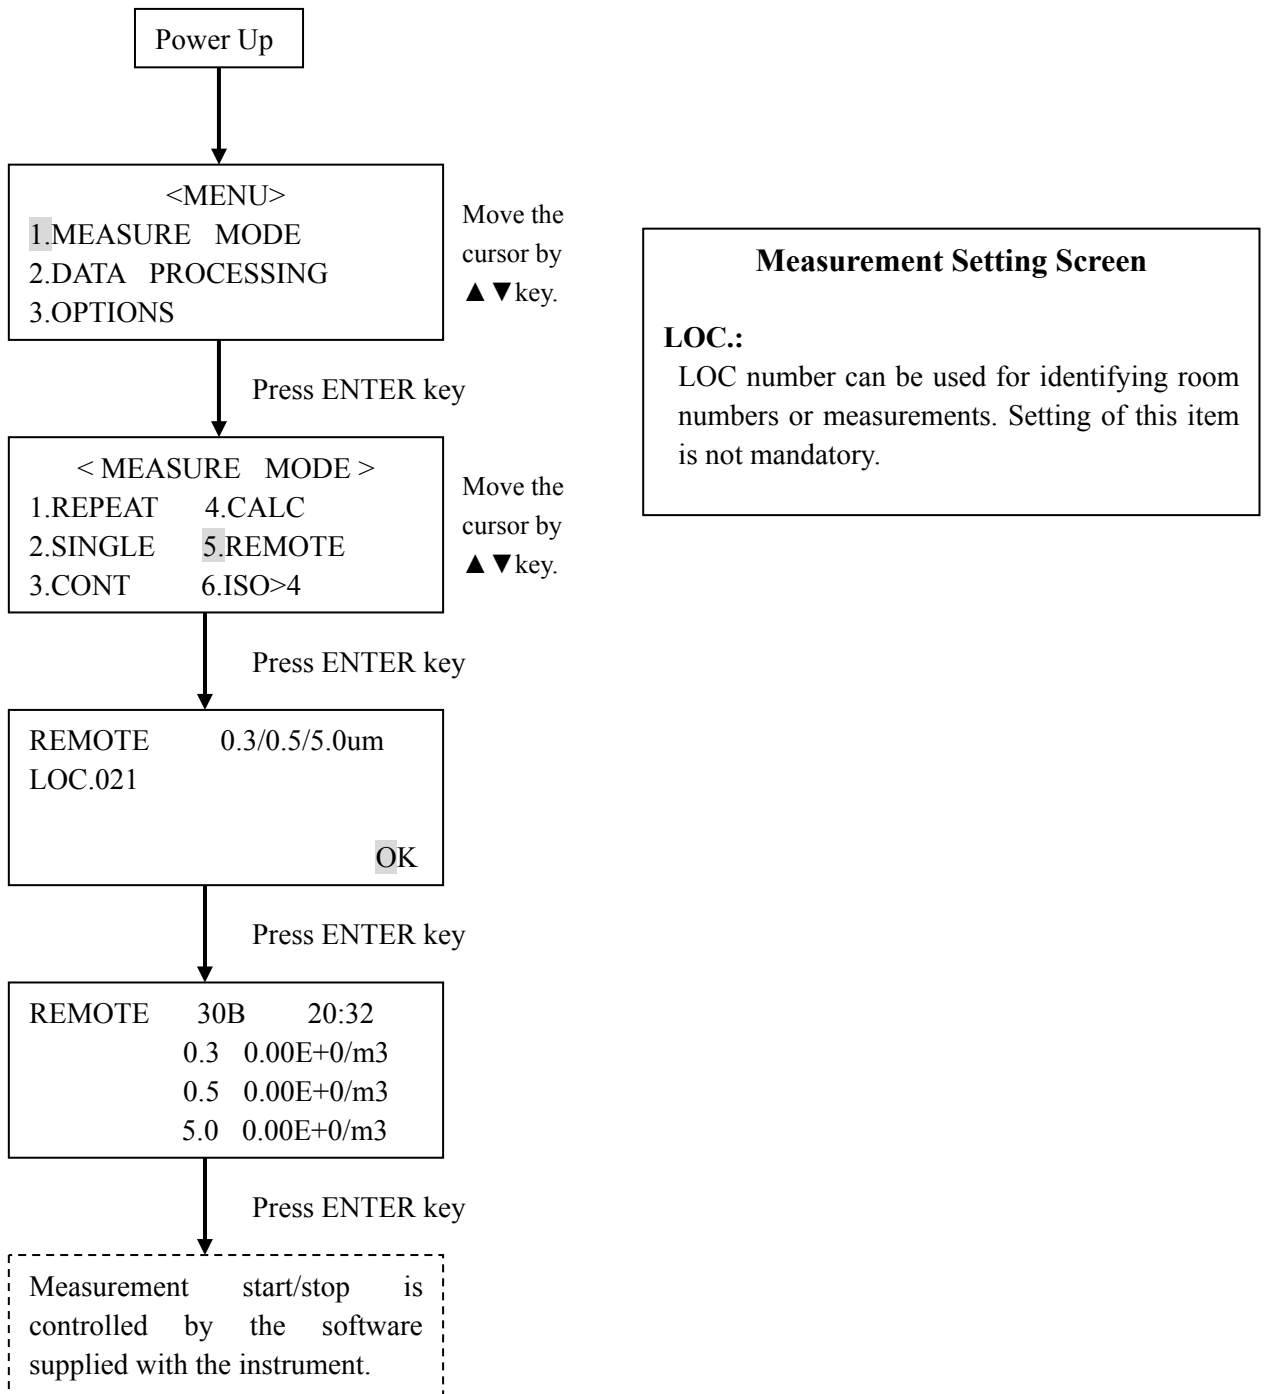 Power Up
<MENU>
1.MEASURE MODE
2.DATA PROCESSING
3.OPTIONS
Move the
cursor by
▲▼key.
Press ENTER key
< MEASURE MODE >
1.REPEAT 4.CALC
2.SINGLE 5.REMOTE
3.CONT 6.ISO>4
Move the
cursor by
▲▼key.
Press ENTER key
REMOTE 0.3/0.5/5.0um
LOC.021
OK
Press ENTER key
REMOTE 30B 20:32
0.3 0.00E+0/m3
0.5 0.00E+0/m3
5.0 0.00E+0/m3
Press ENTER key
Measurement start/stop is
controlled by the software
supplied with the instrument.
Measurement Setting Screen
LOC.:
LOC number can be used for identifying room
numbers or measurements. Setting of this item
is not mandatory.